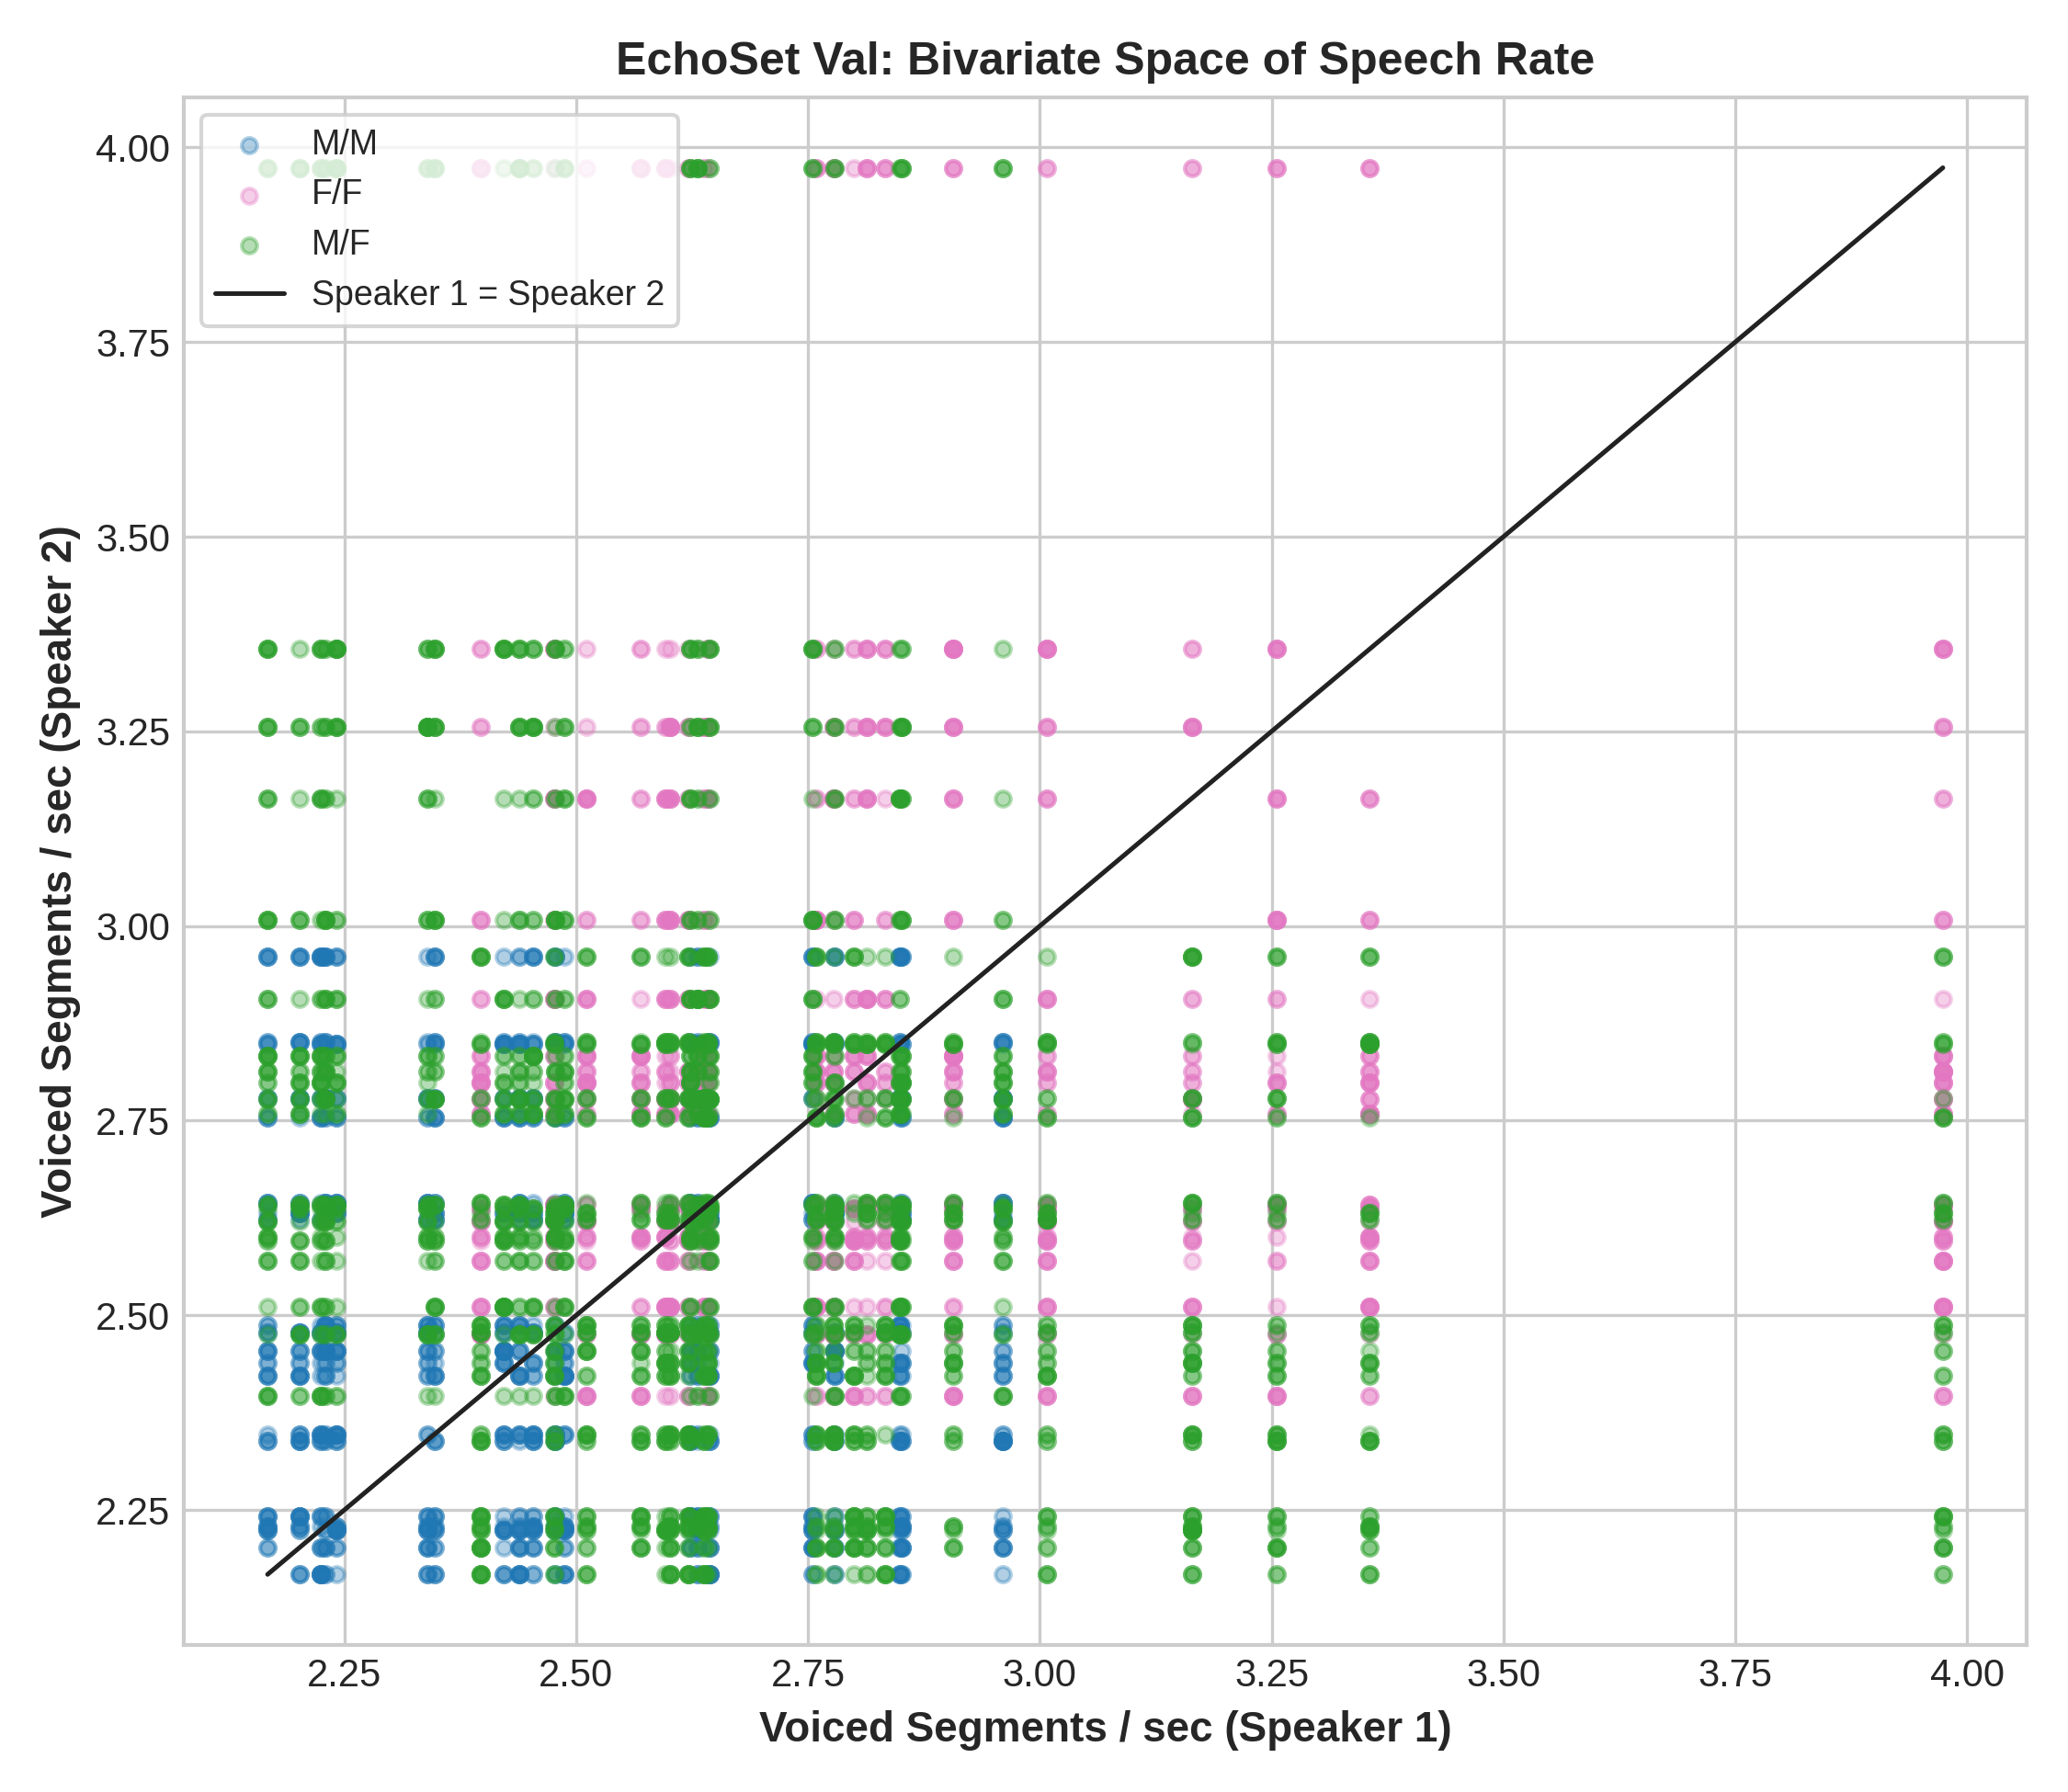 EchoSet Val: Bivariate Space of Speech Rate
M/M
F/F
M/F
Speaker 1 = Speaker 2
4.00
3.75
3.50
3.25
3.00
2.75
2.50
2.25
Voiced Segments / sec (Speaker 2)
2.25
2.50
2.75
3.00
3.25
3.50
3.75
4.00
Voiced Segments / sec (Speaker 1)